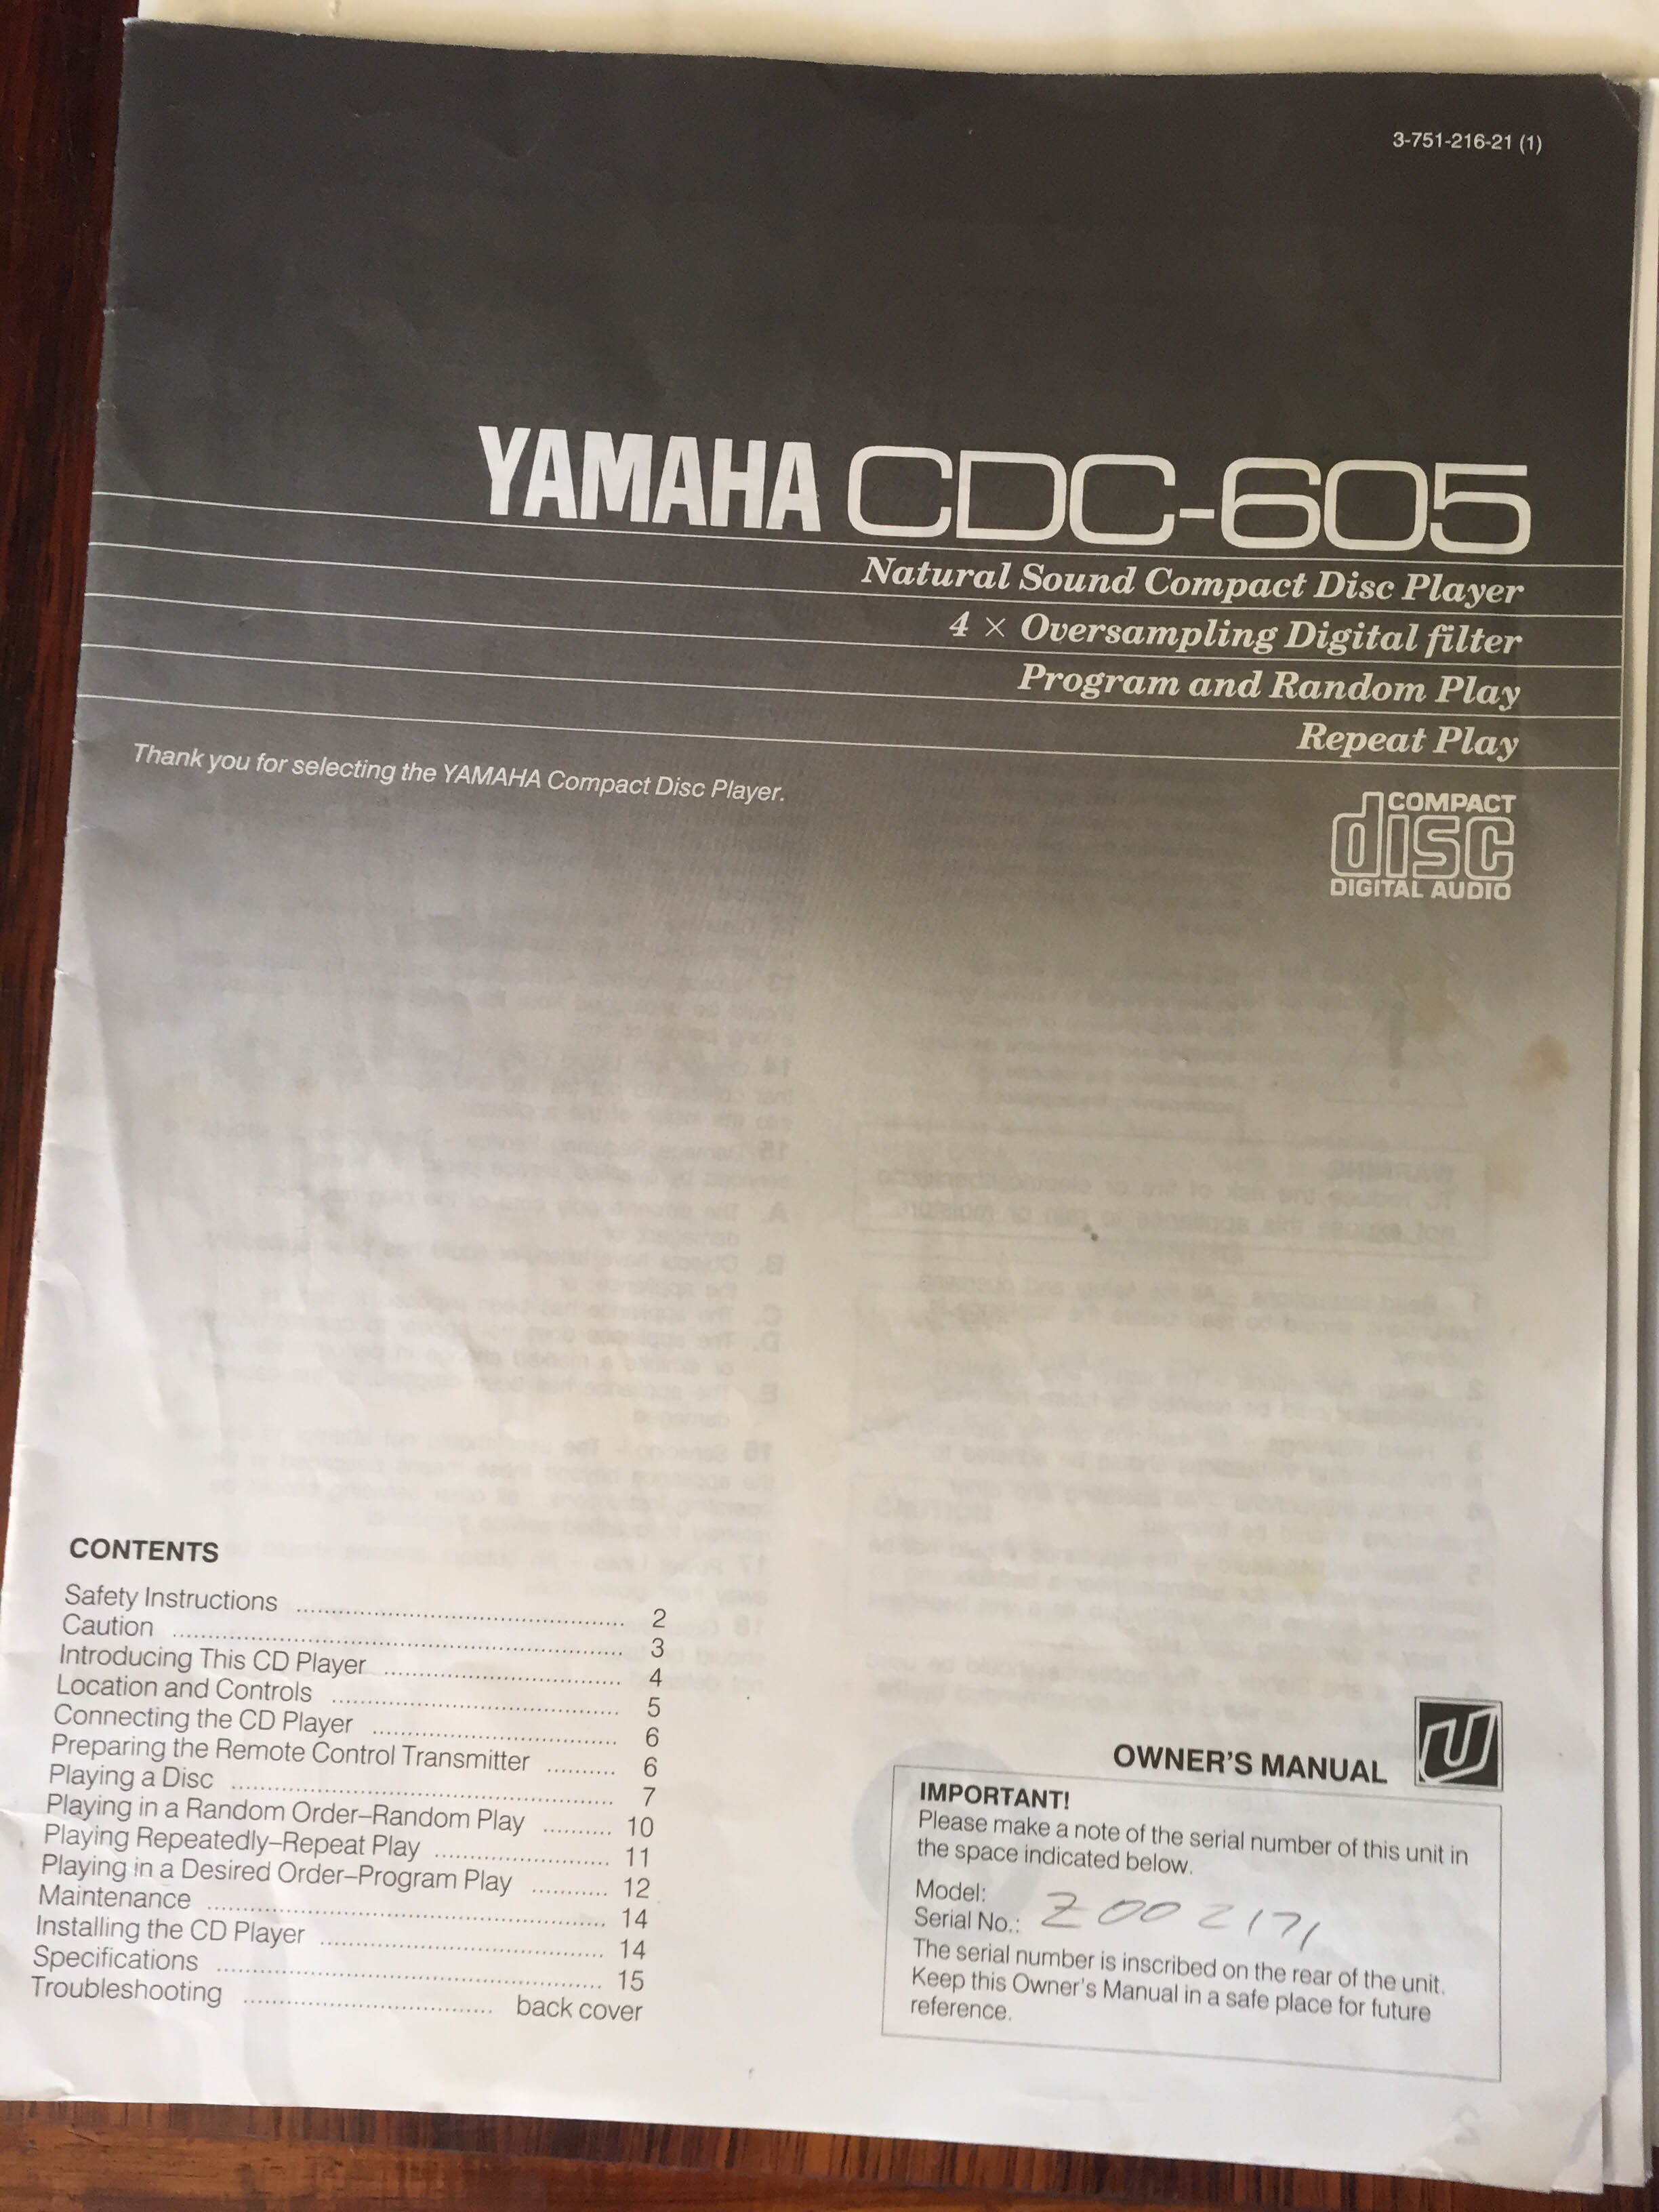 3-751-216-21 (1)
YAMAHA CDC-605
Natural Sound Compact Disc Player
4 × Oversampling Digital filter
Program and Random Play
Repeat Play
Thank you for selecting the YAMAHA Compact Disc Player.
COMPACT
disc
DIGITAL AUDIO
CONTENTS
Safety Instructions ........ 2
Caution ........ 3
Introducing This CD Player ........ 4
Location and Controls ........ 5
Connecting the CD Player ........ 6
Preparing the Remote Control Transmitter ........ 6
Playing a Disc ........ 7
Playing in a Random Order–Random Play ........ 10
Playing Repeatedly–Repeat Play ........ 11
Playing in a Desired Order–Program Play ........ 12
Maintenance ........ 14
Installing the CD Player ........ 14
Specifications ........ 15
Troubleshooting ........ back cover
OWNER'S MANUAL U
IMPORTANT!
Please make a note of the serial number of this unit in
the space indicated below.
Model:
Serial No.: Z002171
The serial number is inscribed on the rear of the unit.
Keep this Owner's Manual in a safe place for future
reference.